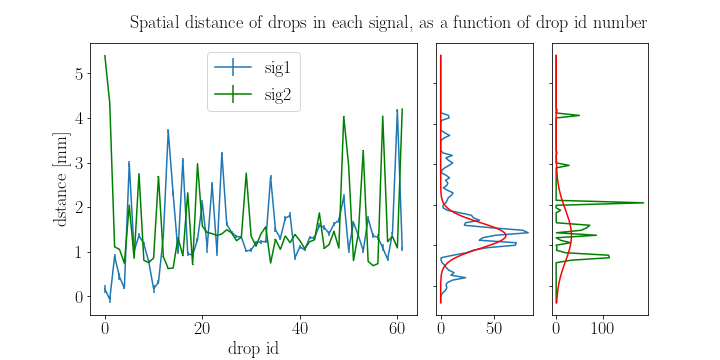 Spatial distance of drops in each signal, as a function of drop id number
sig1
sig2
dstance [mm]
5
4
3
2
1
0
0 20 40 60
drop id
0 50
0 100